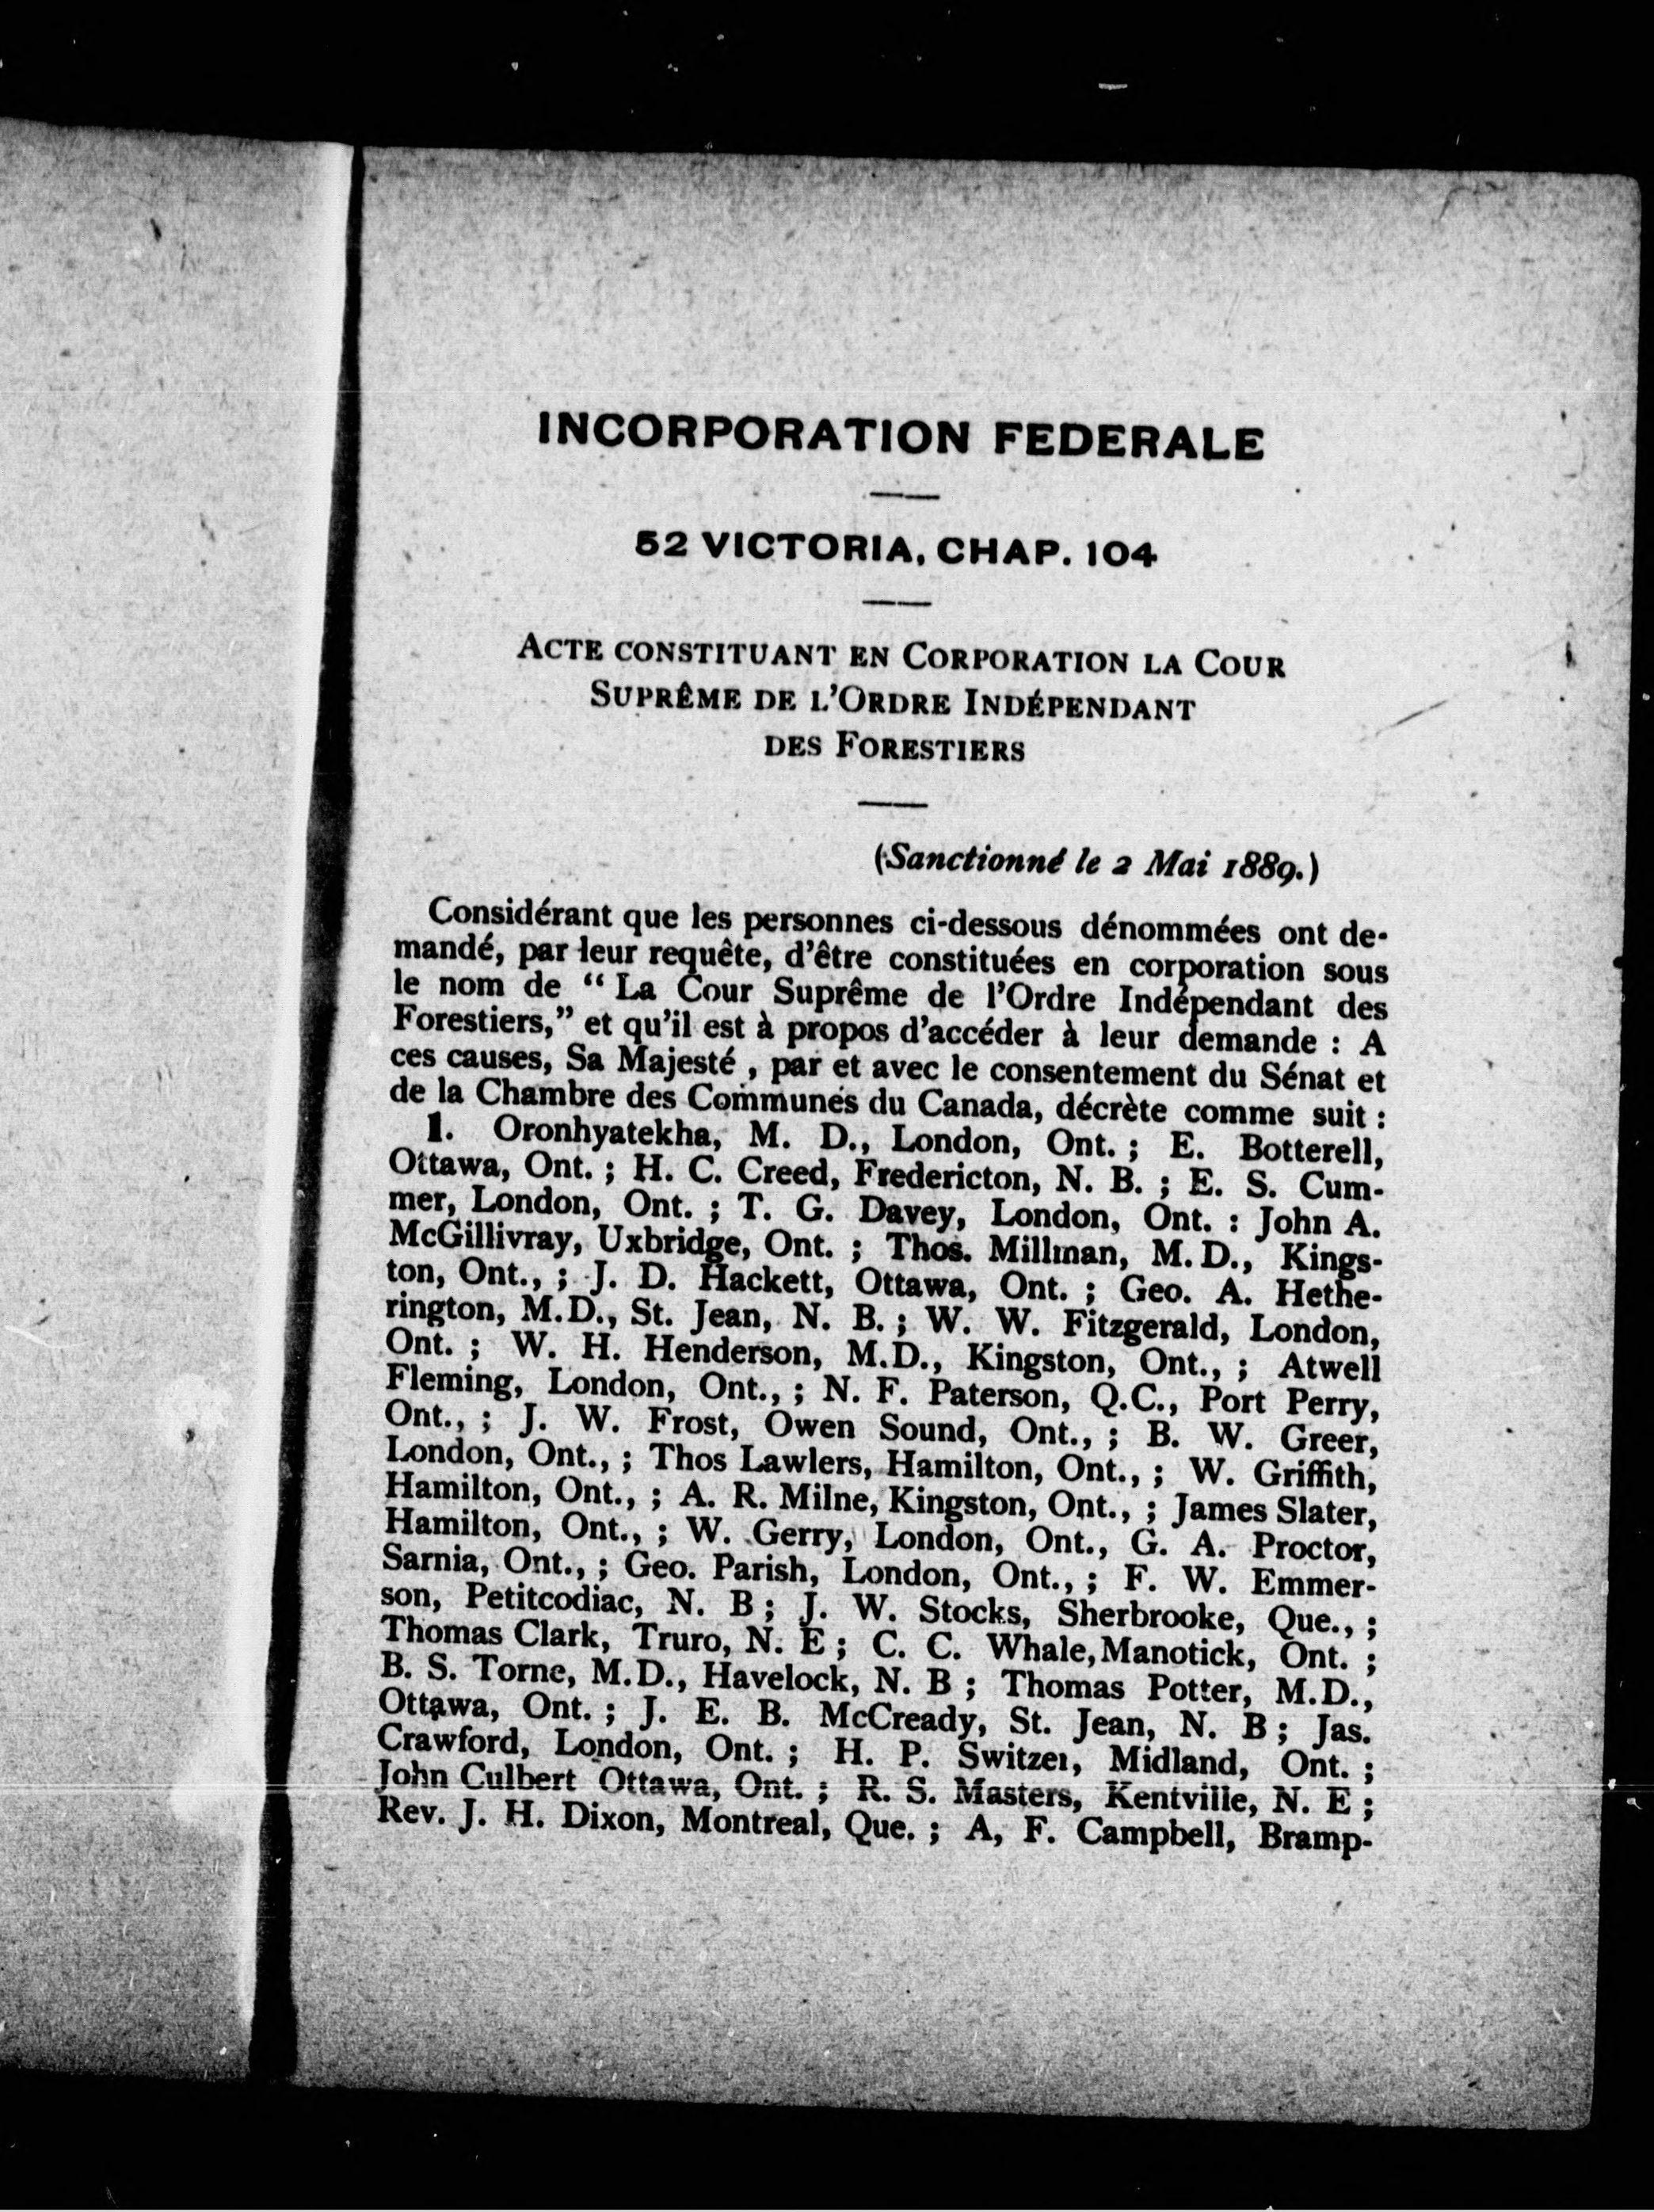 INCORPORATION FEDERALE
52 VICTORIA, CHAP. 104
ACTE CONSTITUANT EN CORPORATION LA COUR
SUPRÊME DE L'ORDRE INDÉPENDANT
DES FORESTIERS
(Sanctionné le 2 Mai 1889.)
Considérant que les personnes ci-dessous dénommées ont de-
mandé, par leur requête, d'être constituées en corporation sous
le nom de “ La Cour Suprême de l'Ordre Indépendant des
Forestiers,” et qu'il est à propos d'accéder à leur demande : A
ces causes, Sa Majesté , par et avec le consentement du Sénat et
de la Chambre des Communes du Canada, décrète comme suit :
1. Oronhyatekha, M. D., London, Ont. ; E. Botterell,
Ottawa, Ont. ; H. C. Creed, Fredericton, N. B. ; E. S. Cum-
mer, London, Ont. ; T. G. Davey, London, Ont. : John A.
McGillivray, Uxbridge, Ont. ; Thos. Millman, M. D., Kings-
ton, Ont., ; J. D. Hackett, Ottawa, Ont. ; Geo. A. Hethe-
rington, M.D., St. Jean, N. B. ; W. W. Fitzgerald, London,
Ont. ; W. H. Henderson, M.D., Kingston, Ont., ; Atwell
Fleming, London, Ont., ; N. F. Paterson, Q.C., Port Perry,
Ont., ; J. W. Frost, Owen Sound, Ont., ; B. W. Greer,
London, Ont., ; Thos Lawlers, Hamilton, Ont., ; W. Griffith,
Hamilton, Ont., ; A. R. Milne, Kingston, Ont., ; James Slater,
Hamilton, Ont., ; W. Gerry, London, Ont., G. A. Proctor,
Sarnia, Ont., ; Geo. Parish, London, Ont., ; F. W. Emmer-
son, Petitcodiac, N. B ; J. W. Stocks, Sherbrooke, Que., ;
Thomas Clark, Truro, N. E ; C. C. Whale, Manotick, Ont. ;
B. S. Torne, M.D., Havelock, N. B ; Thomas Potter, M.D.,
Ottawa, Ont. ; J. E. B. McCready, St. Jean, N. B ; Jas.
Crawford, London, Ont. ; H. P. Switzer, Midland, Ont. ;
John Culbert Ottawa, Ont. ; R. S. Masters, Kentville, N. E ;
Rev. J. H. Dixon, Montreal, Que. ; A, F. Campbell, Bramp-